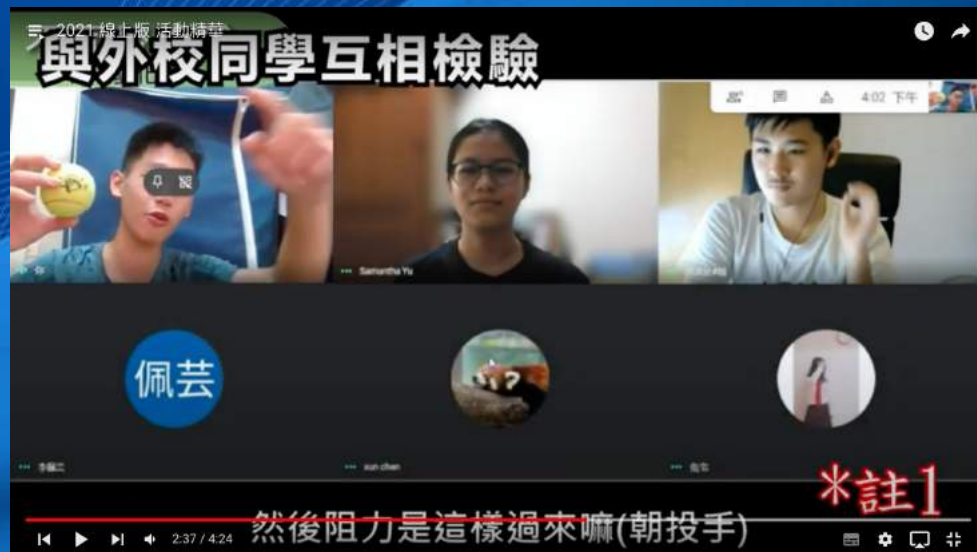 2021 線上版 活動精華
與外校同學互相檢驗
4:02 下午
Samantha Yu
佩芸
sun chen
*註1
然後阻力是這樣過來嘛(朝投手)
2:37 / 4:24